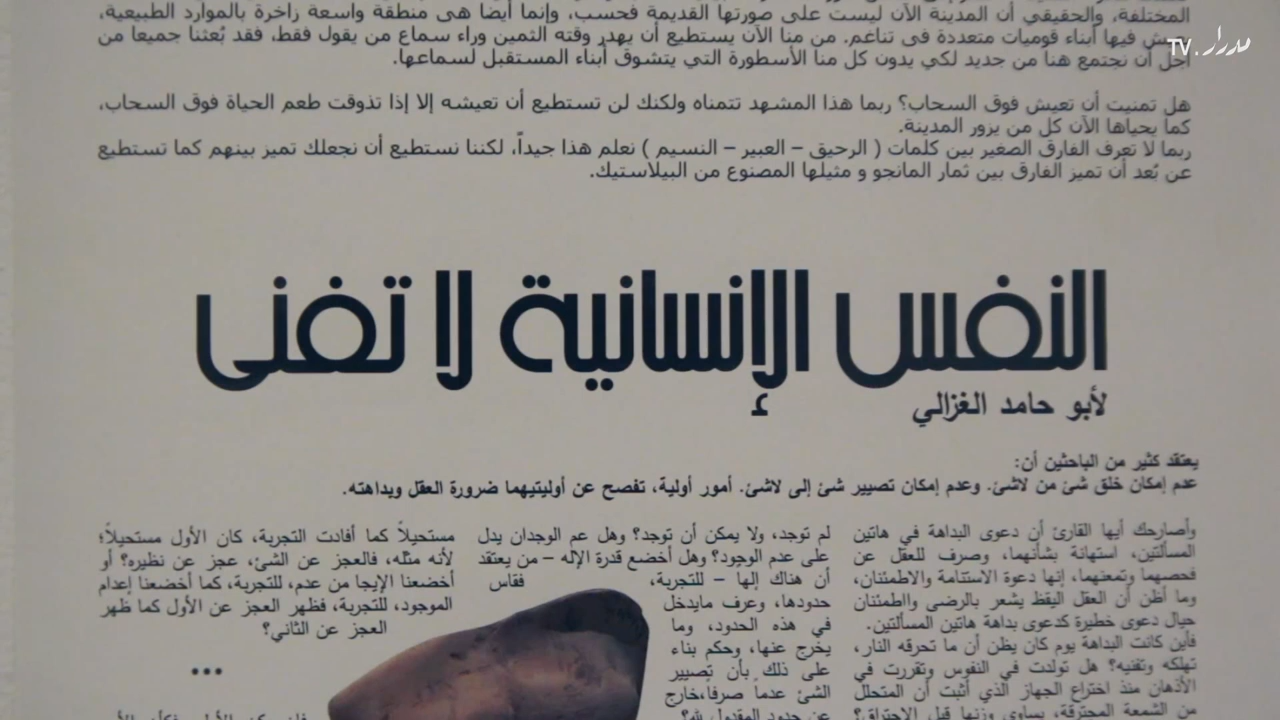 المختلفة، والحقيقي أن المدينة الآن ليست على صورتها القديمة فحسب، وإنما أيضا هى منطقة واسعة زاخرة بالموارد الطبيعية،
يعيش فيها أبناء قوميات متعددة فى تناغم. من منا الآن يستطيع أن يهدر وقته الثمين وراء سماع من يقول فقط، فقد بُعثنا جميعا من
أجل أن نجتمع هنا من جديد لكي يدون كل منا الأسطورة التي يتشوق أبناء المستقبل لسماعها.
مدرار.TV
هل تمنيت أن تعيش فوق السحاب؟ ربما هذا المشهد تتمناه ولكنك لن تستطيع أن تعيشه إلا إذا تذوقت طعم الحياة فوق السحاب،
كما يحياها الآن كل من يزور المدينة.
ربما لا تعرف الفارق الصغير بين كلمات ( الرحيق – العبير – النسيم ) نعلم هذا جيداً، لكننا نستطيع أن نجعلك تميز بينهم كما تستطيع
عن بُعد أن تميز الفارق بين ثمار المانجو و مثيلها المصنوع من البيلاستيك.
النفس الإنسانية لا تفنى
لأبو حامد الغزالي
يعتقد كثير من الباحثين أن:
عدم إمكان خلق شئ من لاشئ. وعدم إمكان تصيير شئ إلى لاشئ. أمور أولية، تفصح عن أوليتيهما ضرورة العقل وبداهته.
وأصارحك أيها القارئ أن دعوى البداهة في هاتين
المسألتين، استهانة بشأنهما، وصرف للعقل عن
فحصهما وتمعنهما، إنها دعوة الاستنامة والاطمئنان،
وما أظن أن العقل اليقظ يشعر بالرضى وااطمئنان
حيال دعوى خطيرة كدعوى بداهة هاتين المسألتين.
فأين كانت البداهة يوم كان يظن أن ما تحرقه النار،
تهلكه وتفنيه؟ هل تولدت في النفوس وتقررت في
الأذهان منذ اختراع الجهاز الذي أثبت أن المتحلل
من الشمعة المحترقة، يساوي وزنها قبل الاحتراق؟
لم توجد، ولا يمكن أن توجد؟ وهل عم الوجدان يدل
على عدم الوجود؟ وهل أخضع قدرة الإله – من يعتقد
أن هناك إلها – للتجربة، فقاس
حدودها، وعرف مايدخل
في هذه الحدود، وما
يخرج عنها، وحكم بناء
على ذلك بأن تصيير
الشئ عدماً صرفا،خارج
عن حدود المقدول لله؟
مستحيلاً كما أفادت التجربة، كان الأول مستحيلاً؛
لأنه مثله، فالعجز عن الشئ، عجز عن نظيره؟ أو
أخضعنا الإيجا من عدم، للتجربة، كما أخضعنا إعدام
الموجود، للتجربة، فظهر العجز عن الأول كما ظهر
العجز عن الثاني؟
•••